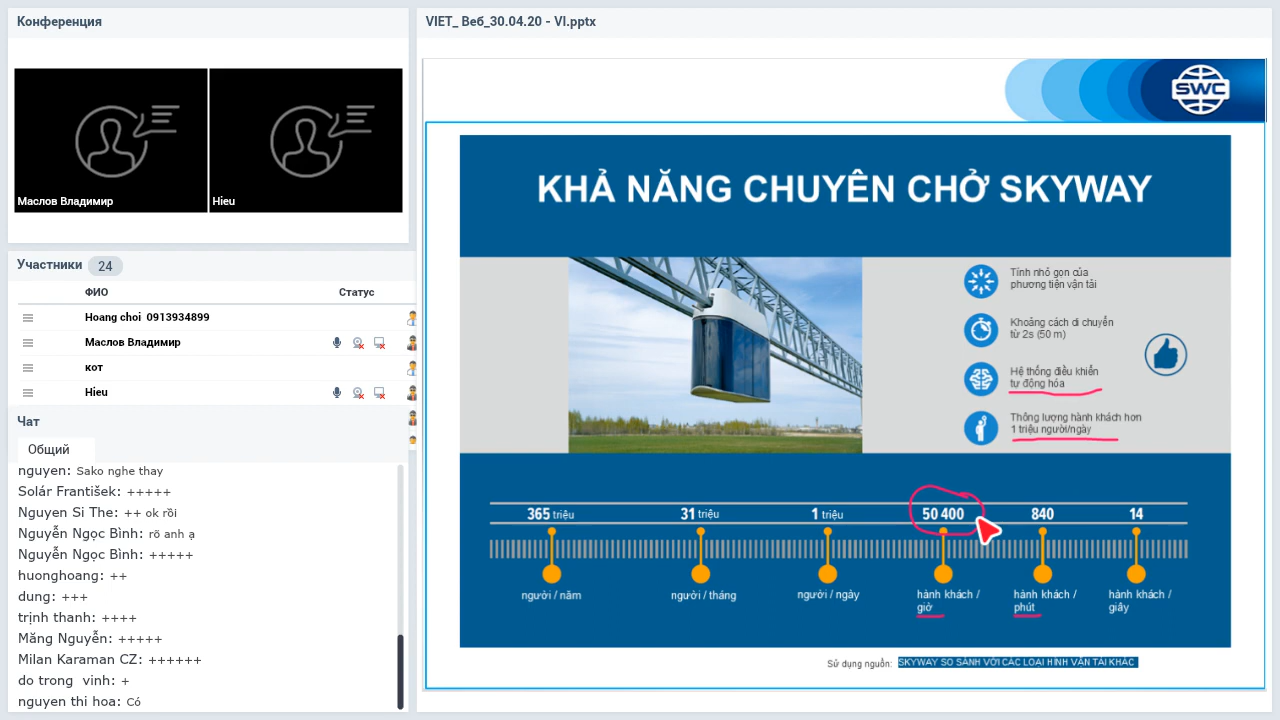 Конференция
Маслов Владимир
Hieu
Участники 24
ФИО
Статус
Hoang choi 0913934899
Маслов Владимир
кот
Hieu
Чат
Общий
nguyen: Sako nghe thay
Solár František: +++++
Nguyen Si The: ++ ok rồi
Nguyễn Ngọc Bình: rõ anh ạ
Nguyễn Ngọc Bình: +++++
huonghoang: ++
dung: +++
trịnh thanh: ++++
Măng Nguyễn: +++++
Milan Karaman CZ: ++++++
do trong vinh: +
nguyen thi hoa: Có
VIET_ Веб_30.04.20 - VI.pptx
SWC
KHẢ NĂNG CHUYÊN CHỞ SKYWAY
Tính nhỏ gọn của
phương tiện vận tải
Khoảng cách di chuyển
từ 2s (50 m)
Hệ thống điều khiển
tự động hóa
Thông lượng hành khách hơn
1 triệu người/ngày
365 triệu
31 triệu
1 triệu
50 400
840
14
người / năm
người / tháng
người / ngày
hành khách /
giờ
hành khách /
phút
hành khách /
giây
Sử dụng nguồn: SKYWAY SO SÁNH VỚI CÁC LOẠI HÌNH VẬN TẢI KHÁC